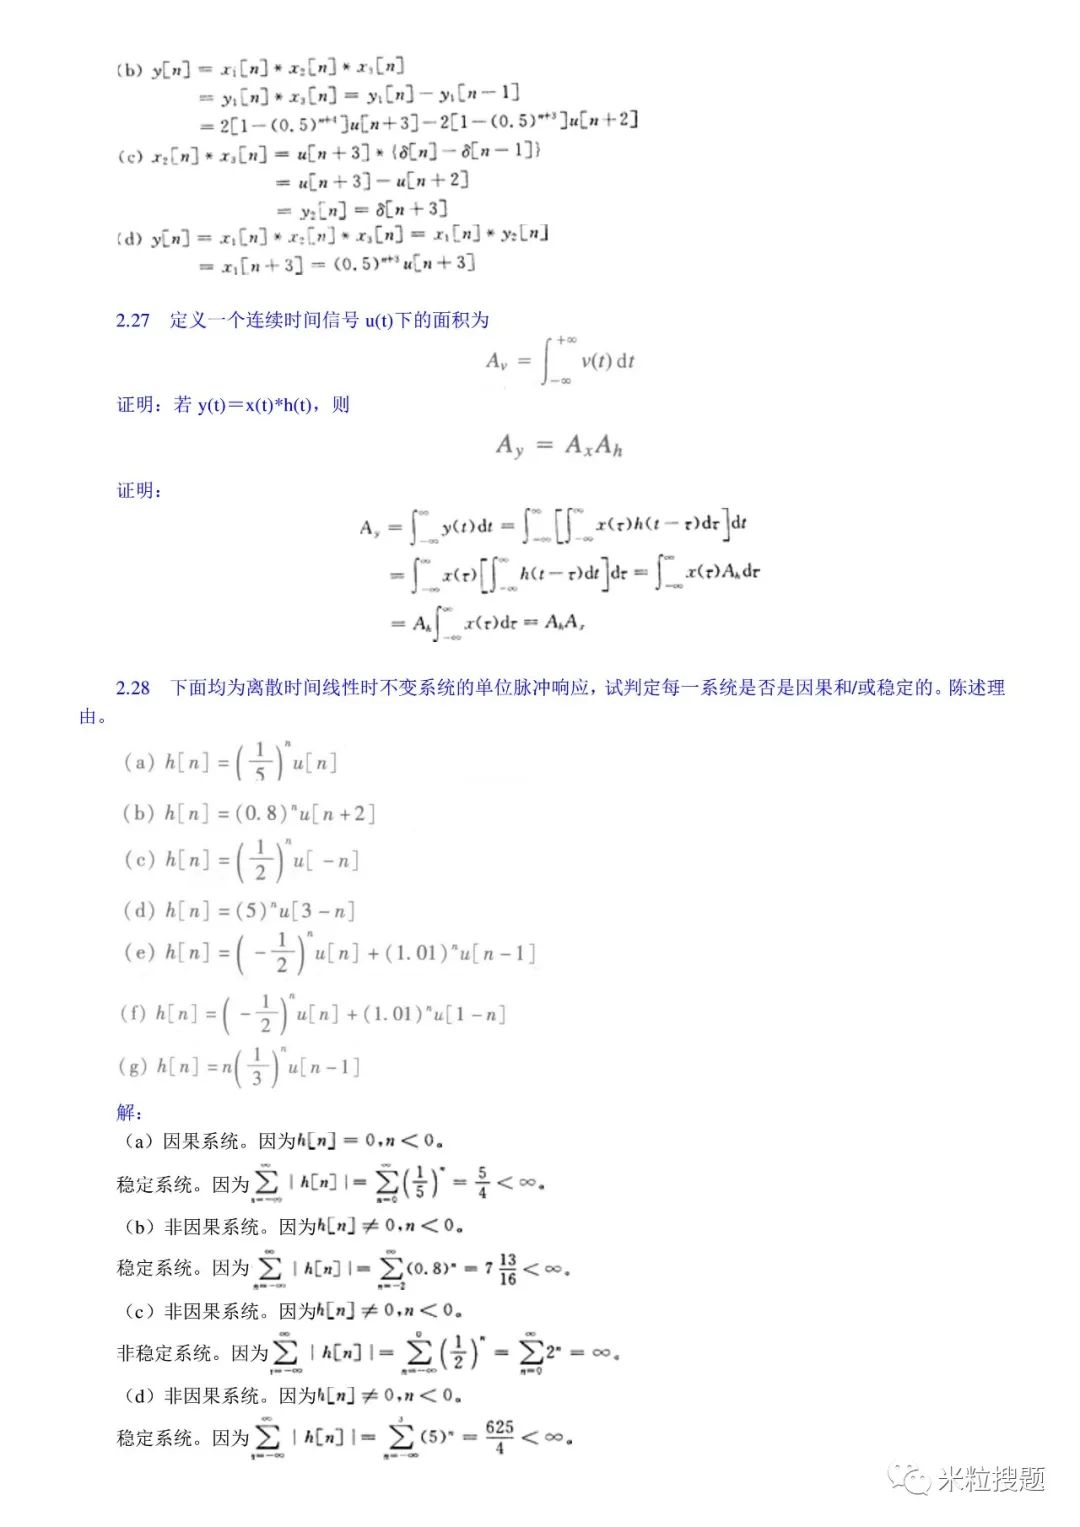 (b) y[n] = x₁[n] * x₂[n] * x₃[n]
= y₁[n] * x₃[n] = y₁[n] − y₁[n − 1]
= 2[1−(0.5)ⁿ⁺⁴]u[n+3]−2[1−(0.5)ⁿ⁺³]u[n+2]
(c) x₂[n] * x₃[n] = u[n + 3] * {δ[n] − δ[n − 1]}
= u[n + 3] − u[n + 2]
= y₂[n] = δ[n + 3]
(d) y[n] = x₁[n] * x₂[n] * x₃[n] = x₁[n] * y₂[n]
= x₁[n + 3] = (0.5)ⁿ⁺³u[n + 3]
2.27 定义一个连续时间信号 u(t)下的面积为
Aᵥ = ∫_{−∞}^{+∞} v(t) dt
证明：若 y(t)＝x(t)*h(t)，则
A_y = A_x A_h
证明：
A_y = ∫_{−∞}^{∞} y(t)dt = ∫_{−∞}^{∞} [∫_{−∞}^{∞} x(τ)h(t − τ)dτ]dt
= ∫_{−∞}^{∞} x(τ)[∫_{−∞}^{∞} h(t − τ)dt]dτ = ∫_{−∞}^{∞} x(τ)A_h dτ
= A_h ∫_{−∞}^{∞} x(τ)dτ = A_h A_x
2.28 下面均为离散时间线性时不变系统的单位脉冲响应，试判定每一系统是否是因果和/或稳定的。陈述理
由。
(a) h[n] = (1/5)ⁿ u[n]
(b) h[n] = (0.8)ⁿu[n + 2]
(c) h[n] = (1/2)ⁿ u[ − n]
(d) h[n] = (5)ⁿu[3 − n]
(e) h[n] = (− 1/2)ⁿ u[n] + (1.01)ⁿu[n − 1]
(f) h[n] = (− 1/2)ⁿ u[n] + (1.01)ⁿu[1 − n]
(g) h[n] = n(1/3)ⁿ u[n − 1]
解：
（a）因果系统。因为h[n] = 0,n < 0。
稳定系统。因为 ∑_{n=−∞}^{∞} | h[n] | = ∑_{n=0}^{∞} (1/5)ⁿ = 5/4 < ∞。
（b）非因果系统。因为h[n] ≠ 0,n < 0。
稳定系统。因为 ∑_{n=−∞}^{∞} | h[n] | = ∑_{n=−2}^{∞} (0.8)ⁿ = 7 13/16 < ∞。
（c）非因果系统。因为h[n] ≠ 0,n < 0。
非稳定系统。因为 ∑_{n=−∞}^{∞} | h[n] | = ∑_{n=−∞}^{0} (1/2)ⁿ = ∑_{n=0}^{∞} 2ⁿ = ∞。
（d）非因果系统。因为h[n] ≠ 0,n < 0。
稳定系统。因为 ∑_{n=−∞}^{∞} | h[n] | = ∑_{n=−∞}^{3} (5)ⁿ = 625/4 < ∞。
米粒搜题